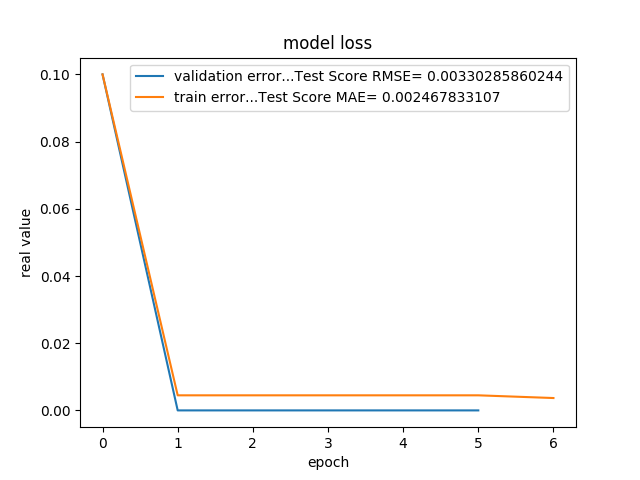 model loss
validation error...Test Score RMSE= 0.00330285860244
train error...Test Score MAE= 0.002467833107
real value
0.10
0.08
0.06
0.04
0.02
0.00
0 1 2 3 4 5 6
epoch